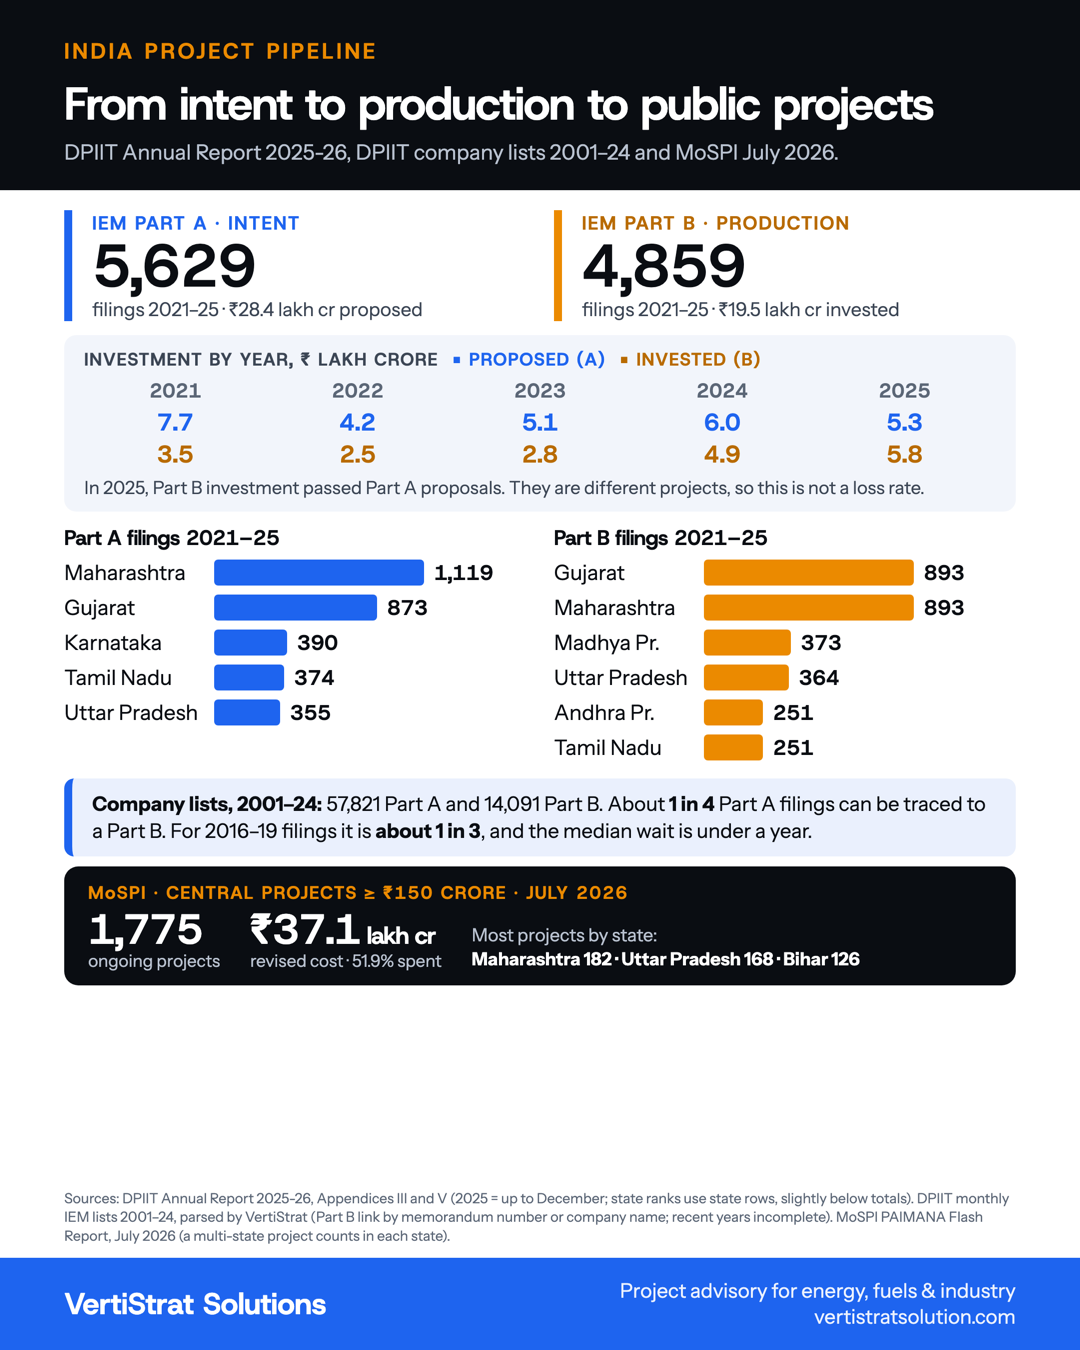 INDIA PROJECT PIPELINE
From intent to production to public projects
DPIIT Annual Report 2025-26, DPIIT company lists 2001–24 and MoSPI July 2026.
IEM PART A · INTENT
5,629
filings 2021–25 · ₹28.4 lakh cr proposed
IEM PART B · PRODUCTION
4,859
filings 2021–25 · ₹19.5 lakh cr invested
INVESTMENT BY YEAR, ₹ LAKH CRORE ▪ PROPOSED (A) ▪ INVESTED (B)
2021 2022 2023 2024 2025
7.7 4.2 5.1 6.0 5.3
3.5 2.5 2.8 4.9 5.8
In 2025, Part B investment passed Part A proposals. They are different projects, so this is not a loss rate.
Part A filings 2021–25
Maharashtra 1,119
Gujarat 873
Karnataka 390
Tamil Nadu 374
Uttar Pradesh 355
Part B filings 2021–25
Gujarat 893
Maharashtra 893
Madhya Pr. 373
Uttar Pradesh 364
Andhra Pr. 251
Tamil Nadu 251
Company lists, 2001–24: 57,821 Part A and 14,091 Part B. About 1 in 4 Part A filings can be traced to
a Part B. For 2016–19 filings it is about 1 in 3, and the median wait is under a year.
MoSPI · CENTRAL PROJECTS ≥ ₹150 CRORE · JULY 2026
1,775
ongoing projects
₹37.1 lakh cr
revised cost · 51.9% spent
Most projects by state:
Maharashtra 182 · Uttar Pradesh 168 · Bihar 126
Sources: DPIIT Annual Report 2025-26, Appendices III and V (2025 = up to December; state ranks use state rows, slightly below totals). DPIIT monthly
IEM lists 2001–24, parsed by VertiStrat (Part B link by memorandum number or company name; recent years incomplete). MoSPI PAIMANA Flash
Report, July 2026 (a multi-state project counts in each state).
VertiStrat Solutions
Project advisory for energy, fuels & industry
vertistratsolution.com